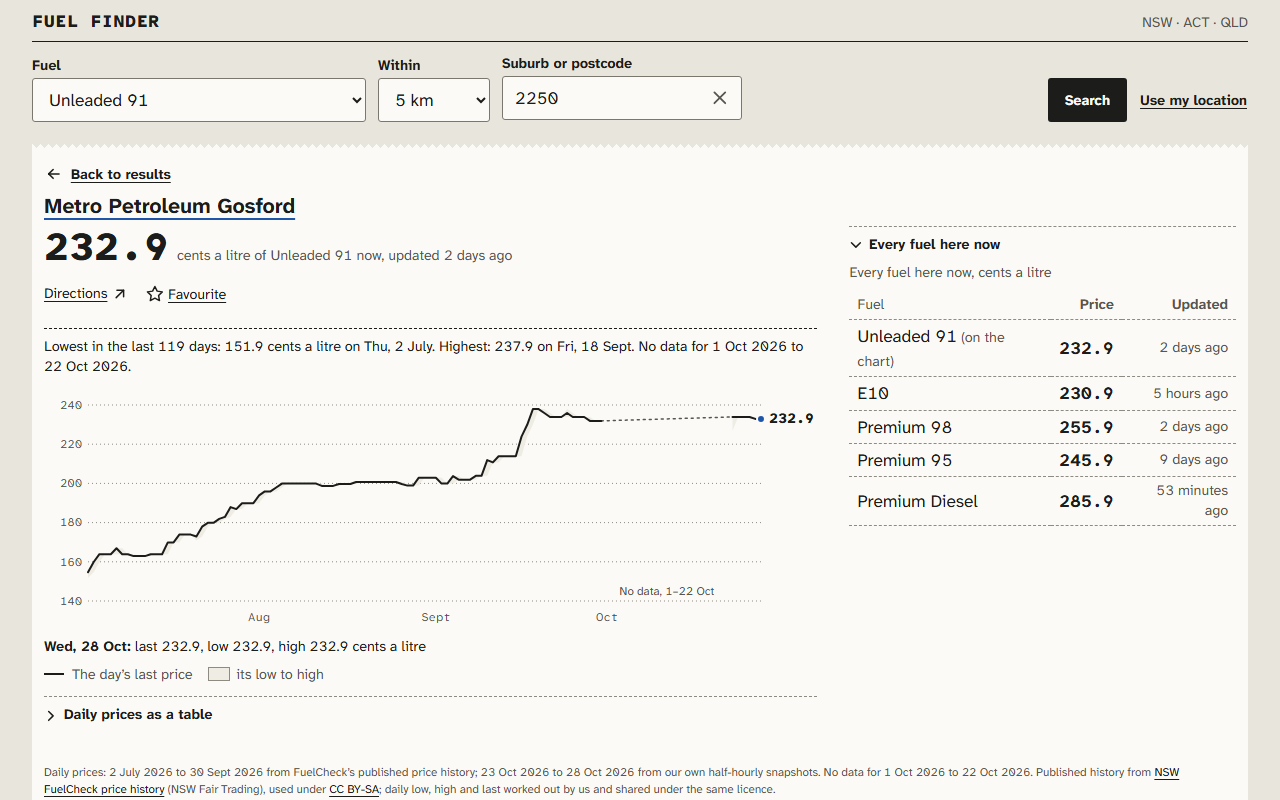 FUEL FINDER
NSW · ACT · QLD
Fuel
Within
Suburb or postcode
Unleaded 91
5 km
2250
Search
Use my location
Back to results
Metro Petroleum Gosford
232.9 cents a litre of Unleaded 91 now, updated 2 days ago
Directions
Favourite
Lowest in the last 119 days: 151.9 cents a litre on Thu, 2 July. Highest: 237.9 on Fri, 18 Sept. No data for 1 Oct 2026 to
22 Oct 2026.
240
220
200
180
160
140
232.9
No data, 1–22 Oct
Aug
Sept
Oct
Wed, 28 Oct: last 232.9, low 232.9, high 232.9 cents a litre
The day’s last price
its low to high
Daily prices as a table
Every fuel here now
Every fuel here now, cents a litre
Fuel Price Updated
Unleaded 91 (on the
chart) 232.9 2 days ago
E10 230.9 5 hours ago
Premium 98 255.9 2 days ago
Premium 95 245.9 9 days ago
Premium Diesel 285.9 53 minutes
ago
Daily prices: 2 July 2026 to 30 Sept 2026 from FuelCheck’s published price history; 23 Oct 2026 to 28 Oct 2026 from our own half-hourly snapshots. No data for 1 Oct 2026 to 22 Oct 2026. Published history from NSW
FuelCheck price history (NSW Fair Trading), used under CC BY-SA; daily low, high and last worked out by us and shared under the same licence.